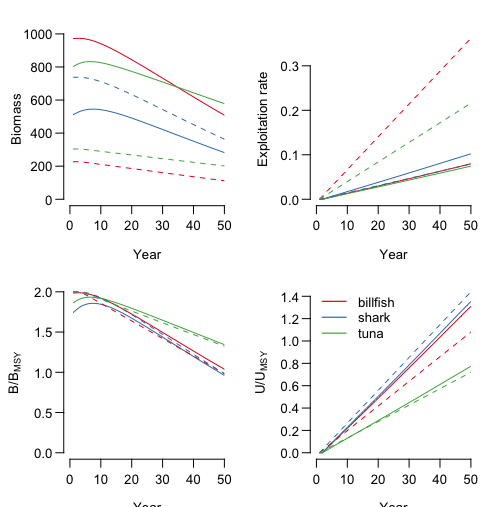 1000
800
600
400
200
0
Biomass
0 10 20 30 40 50
Year
0.3
0.2
0.1
0.0
Exploitation rate
0 10 20 30 40 50
Year
2.0
1.5
1.0
0.5
0.0
B/BMSY
0 10 20 30 40 50
Year
1.4
1.2
1.0
0.8
0.6
0.4
0.2
0.0
U/UMSY
billfish
shark
tuna
0 10 20 30 40 50
Year